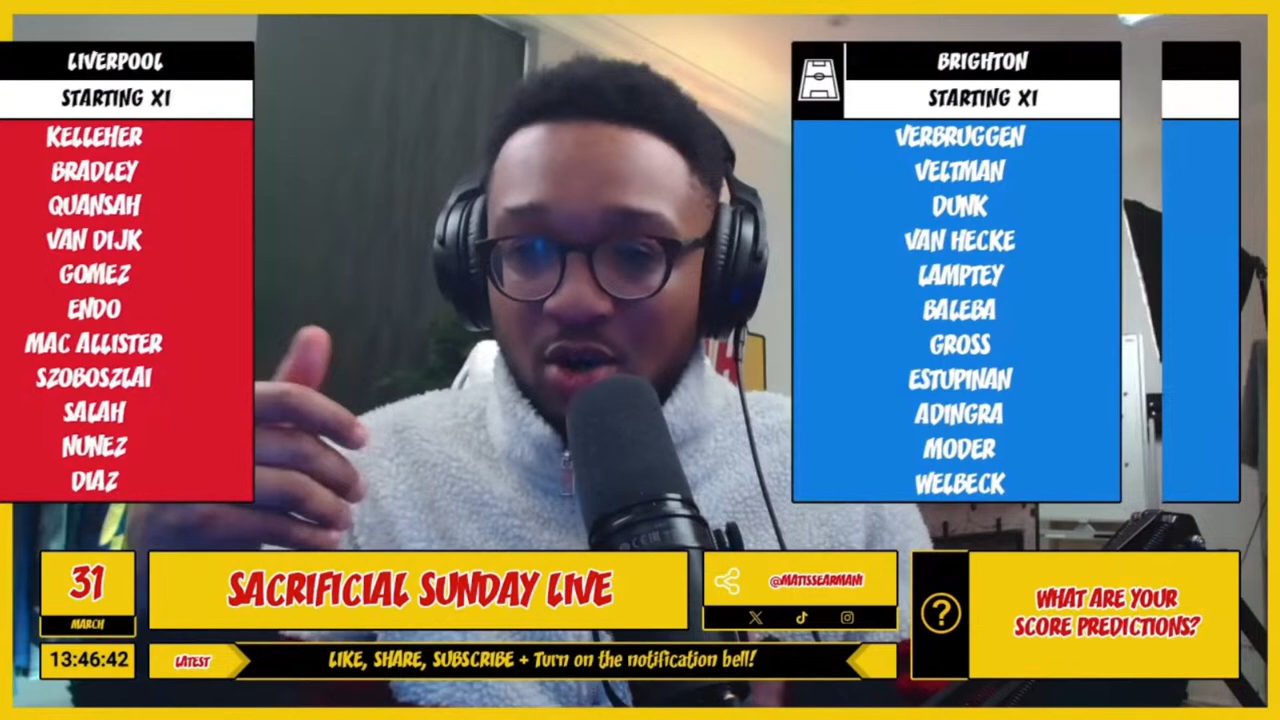 LIVERPOOL
STARTING XI
KELLEHER
BRADLEY
QUANSAH
VAN DIJK
GOMEZ
ENDO
MAC ALLISTER
SZOBOSZLAI
SALAH
NUNEZ
DIAZ
BRIGHTON
STARTING XI
VERBRUGGEN
VELTMAN
DUNK
VAN HECKE
LAMPTEY
BALEBA
GROSS
ESTUPINAN
ADINGRA
MODER
WELBECK
31
MARCH
13:46:42
SACRIFICIAL SUNDAY LIVE
LATEST
LIKE, SHARE, SUBSCRIBE + Turn on the notification bell!
@MATISSEARMANI
?
WHAT ARE YOUR
SCORE PREDICTIONS?